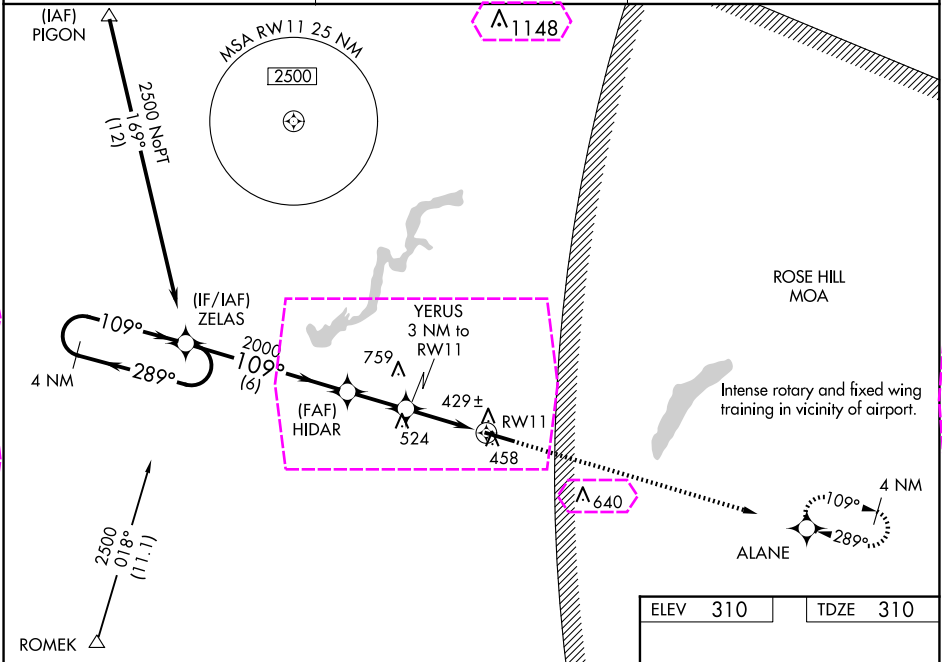 (IAF)
PIGON
1148
MSA RW11 25 NM
2500
2500 NoPT
169°
(12)
ROSE HILL
MOA
(IF/IAF)
ZELAS
YERUS
3 NM to
RW11
109°
2000
109°
(6)
759
289°
4 NM
Intense rotary and fixed wing
training in vicinity of airport.
(FAF)
HIDAR
429±
RW11
524
458
4 NM
640
109°
289°
ALANE
2500
018°
(11.1)
ELEV 310
TDZE 310
ROMEK